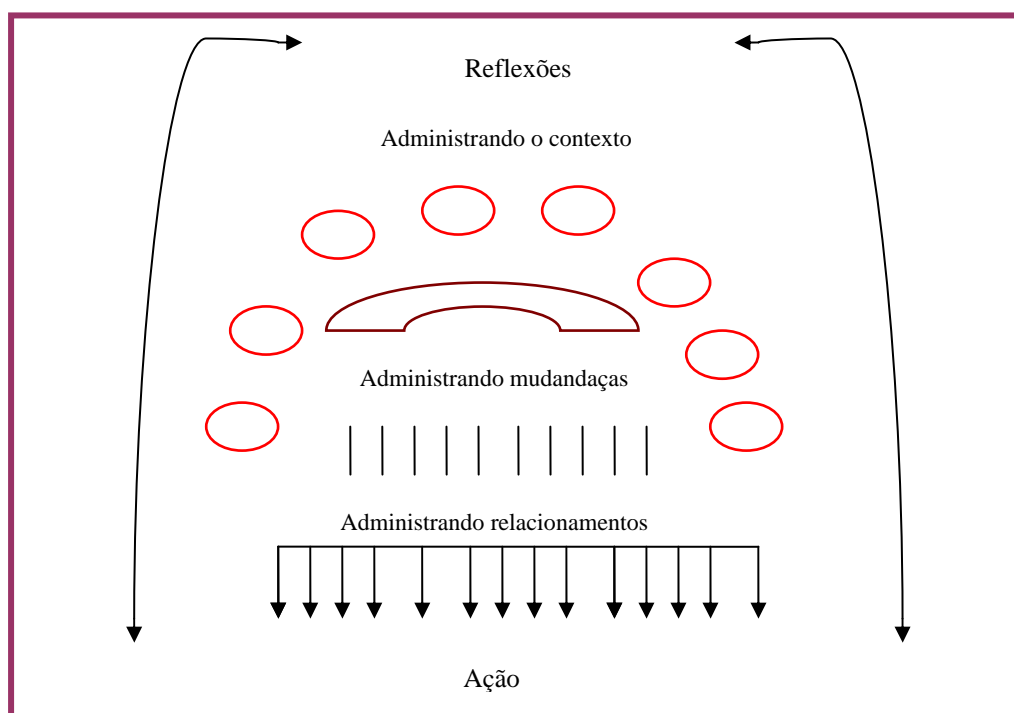 Reflexões
Administrando o contexto
Administrando mudandaças
Administrando relacionamentos
Ação